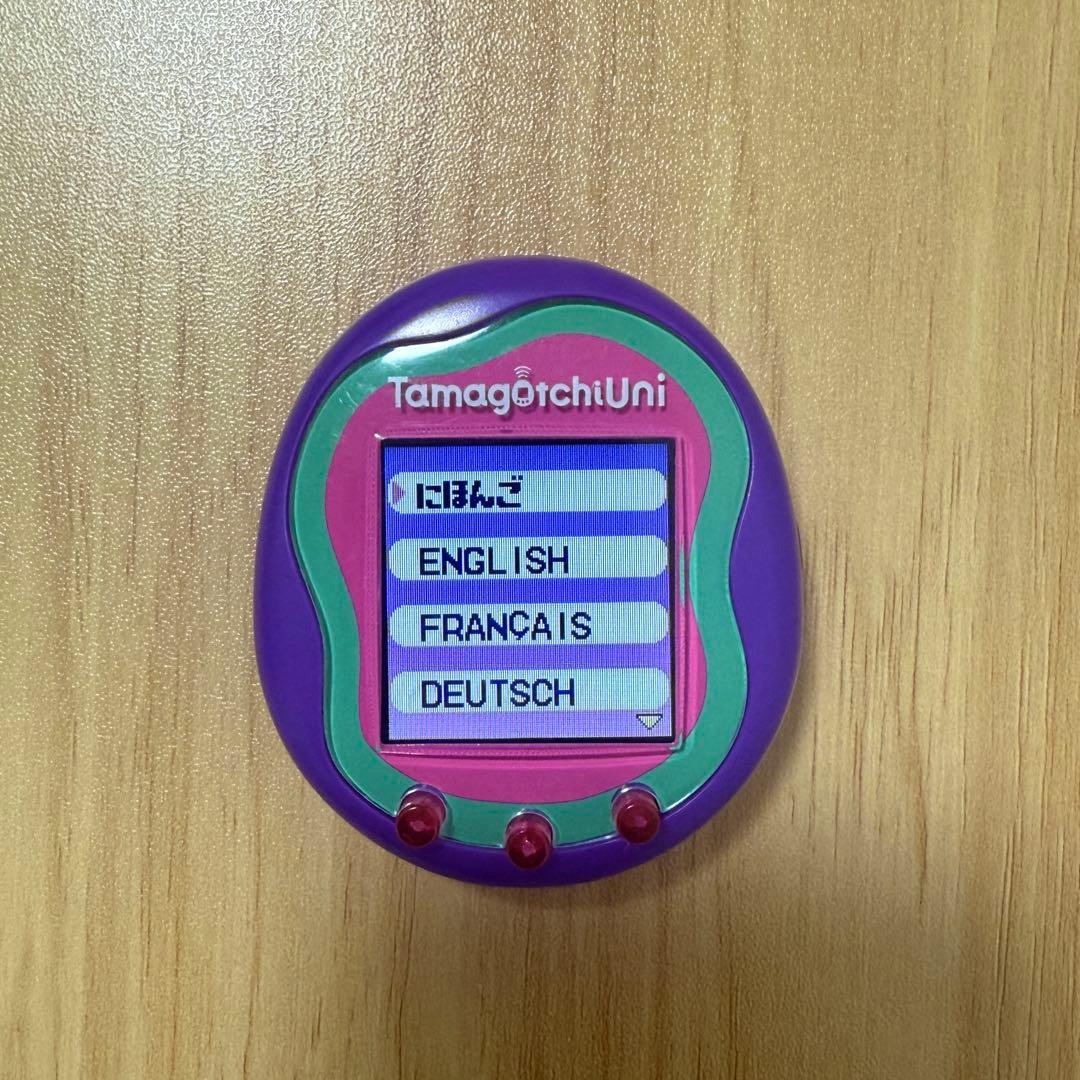 TamagotchiUni
にほんご
ENGLISH
FRANÇAIS
DEUTSCH